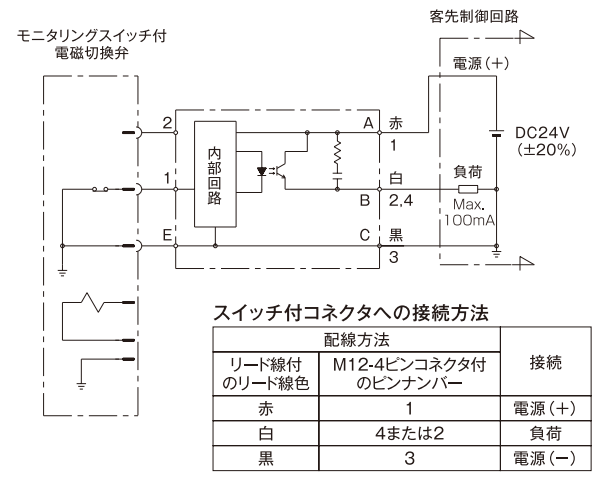 客先制御回路
モニタリングスイッチ付
電磁切換弁
電源(+)
2
A
赤
1
DC24V
(±20%)
内部回路
1
白
B
2,4
負荷
Max.
100mA
E
C
黒
3
スイッチ付コネクタへの接続方法
配線方法
接続
リード線付
のリード線色
M12-4ピンコネクタ付
のピンナンバー
赤 1 電源(+)
白 4または2 負荷
黒 3 電源(−)